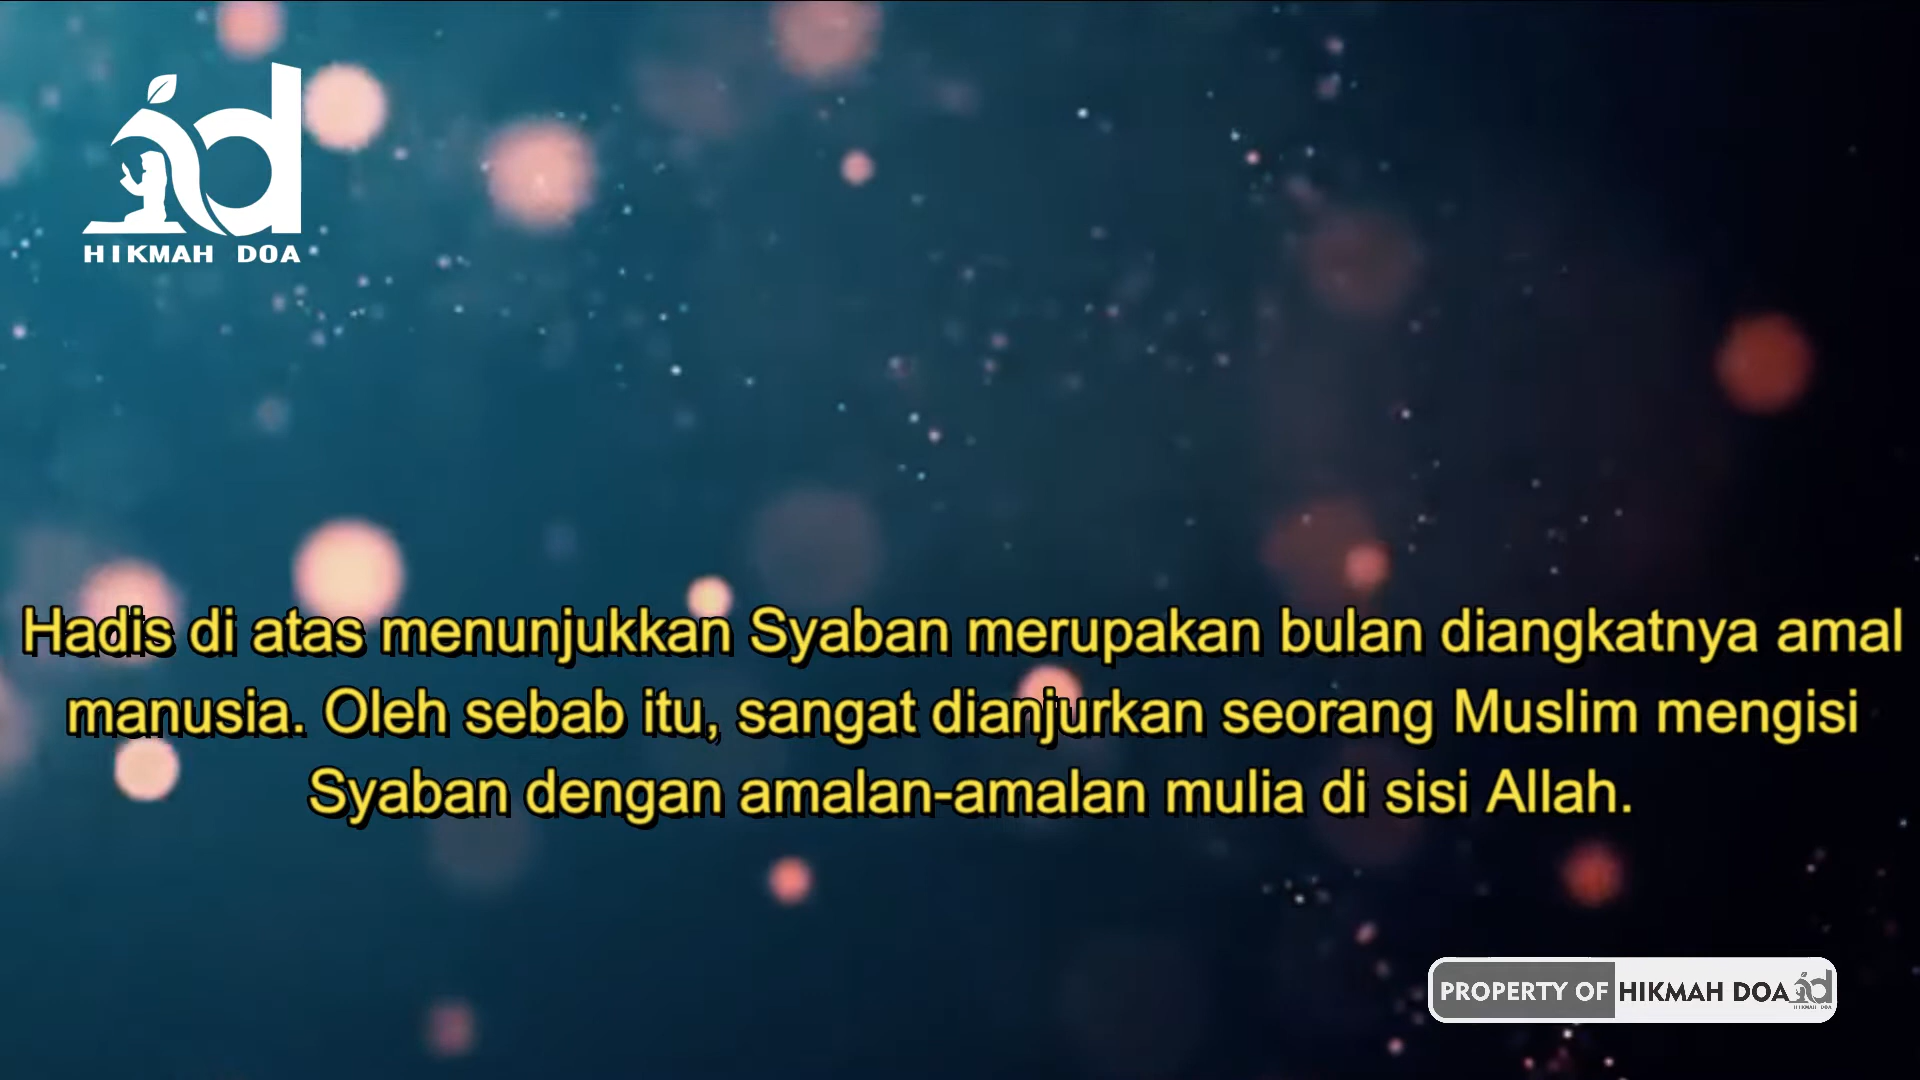 id
HIKMAH DOA
Hadis di atas menunjukkan Syaban merupakan bulan diangkatnya amal
manusia. Oleh sebab itu, sangat dianjurkan seorang Muslim mengisi
Syaban dengan amalan-amalan mulia di sisi Allah.
PROPERTY OF HIKMAH DOA